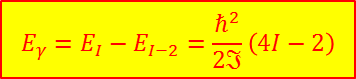 E_γ = E_I − E_{I−2} = ħ²/2ℑ (4I − 2)